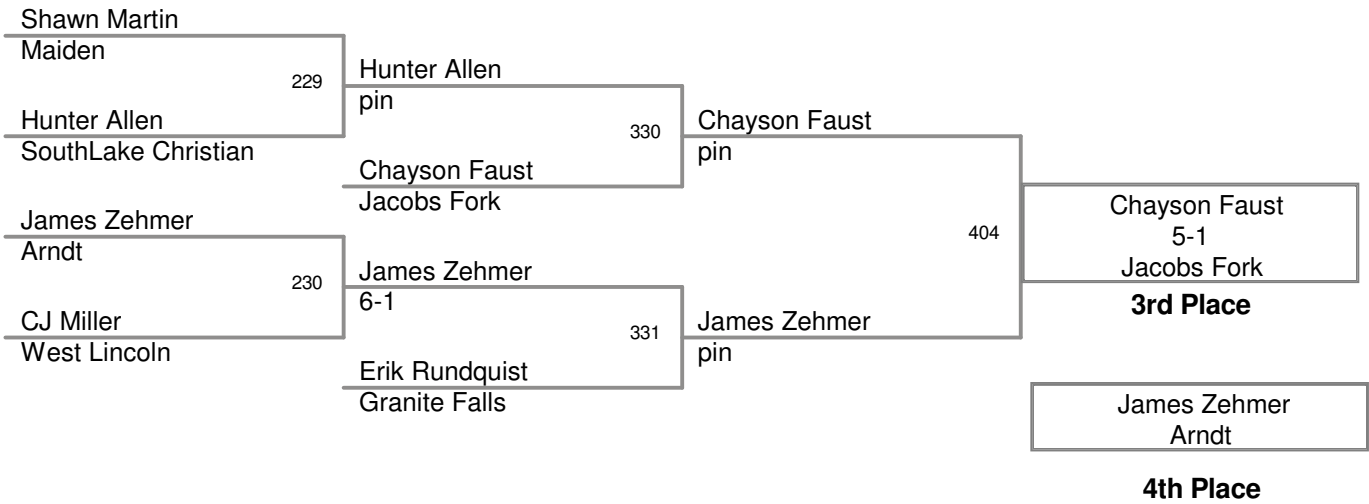 Shawn Martin
Maiden
229
Hunter Allen
SouthLake Christian
Hunter Allen
pin
330
Chayson Faust
Jacobs Fork
Chayson Faust
pin
James Zehmer
Arndt
230
CJ Miller
West Lincoln
James Zehmer
6-1
331
Erik Rundquist
Granite Falls
James Zehmer
pin
404
Chayson Faust
5-1
Jacobs Fork
3rd Place
James Zehmer
Arndt
4th Place